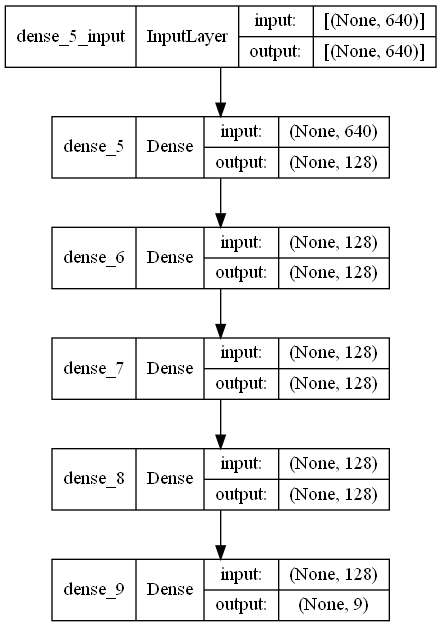 dense_5_input InputLayer input: [(None, 640)]
output: [(None, 640)]
dense_5 Dense input: (None, 640)
output: (None, 128)
dense_6 Dense input: (None, 128)
output: (None, 128)
dense_7 Dense input: (None, 128)
output: (None, 128)
dense_8 Dense input: (None, 128)
output: (None, 128)
dense_9 Dense input: (None, 128)
output: (None, 9)